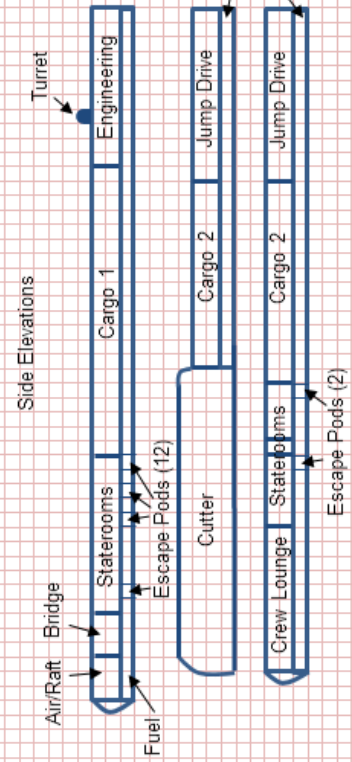 Side Elevations
Turret
Engineering
Cargo 1
Staterooms
Bridge
Air/Raft
Escape Pods (12)
Fuel
Jump Drive
Cargo 2
Cutter
Jump Drive
Cargo 2
Staterooms
Crew Lounge
Escape Pods (2)